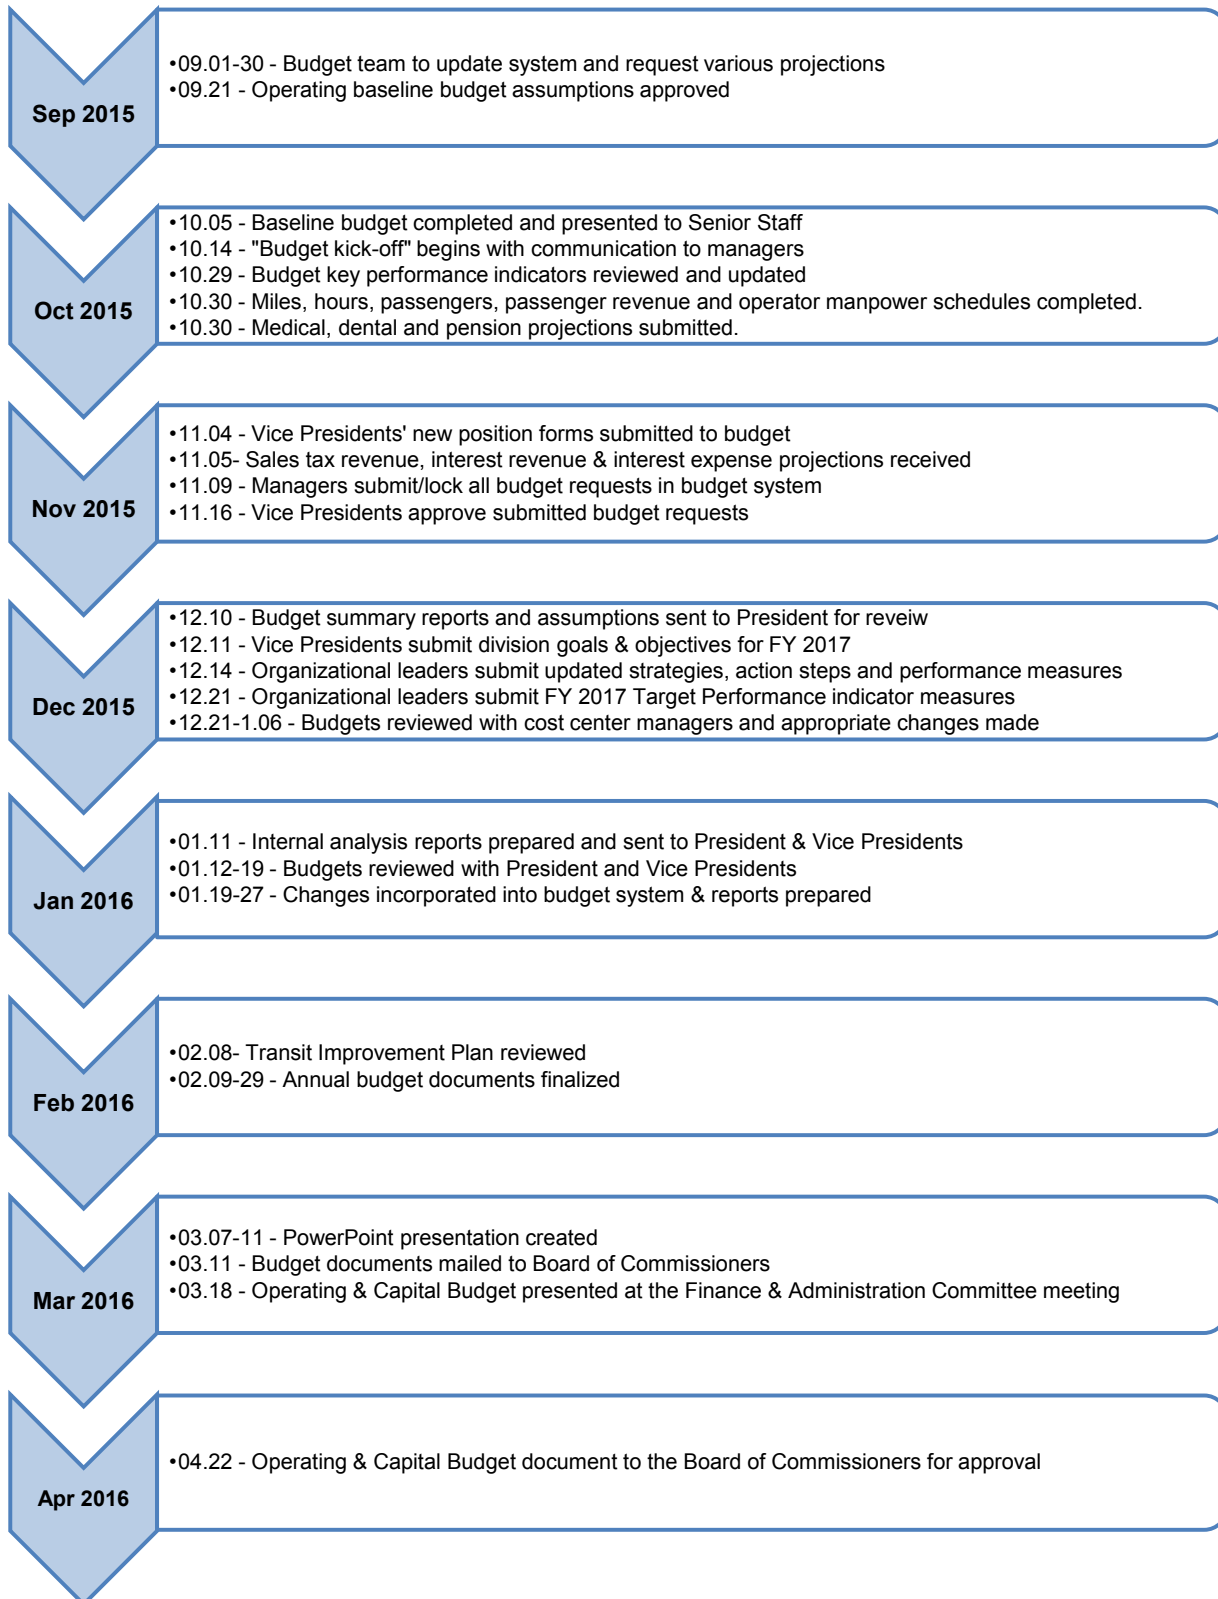 Sep 2015
•09.01-30 - Budget team to update system and request various projections
•09.21 - Operating baseline budget assumptions approved
Oct 2015
•10.05 - Baseline budget completed and presented to Senior Staff
•10.14 - "Budget kick-off" begins with communication to managers
•10.29 - Budget key performance indicators reviewed and updated
•10.30 - Miles, hours, passengers, passenger revenue and operator manpower schedules completed.
•10.30 - Medical, dental and pension projections submitted.
Nov 2015
•11.04 - Vice Presidents' new position forms submitted to budget
•11.05- Sales tax revenue, interest revenue & interest expense projections received
•11.09 - Managers submit/lock all budget requests in budget system
•11.16 - Vice Presidents approve submitted budget requests
Dec 2015
•12.10 - Budget summary reports and assumptions sent to President for reveiw
•12.11 - Vice Presidents submit division goals & objectives for FY 2017
•12.14 - Organizational leaders submit updated strategies, action steps and performance measures
•12.21 - Organizational leaders submit FY 2017 Target Performance indicator measures
•12.21-1.06 - Budgets reviewed with cost center managers and appropriate changes made
Jan 2016
•01.11 - Internal analysis reports prepared and sent to President & Vice Presidents
•01.12-19 - Budgets reviewed with President and Vice Presidents
•01.19-27 - Changes incorporated into budget system & reports prepared
Feb 2016
•02.08- Transit Improvement Plan reviewed
•02.09-29 - Annual budget documents finalized
Mar 2016
•03.07-11 - PowerPoint presentation created
•03.11 - Budget documents mailed to Board of Commissioners
•03.18 - Operating & Capital Budget presented at the Finance & Administration Committee meeting
Apr 2016
•04.22 - Operating & Capital Budget document to the Board of Commissioners for approval